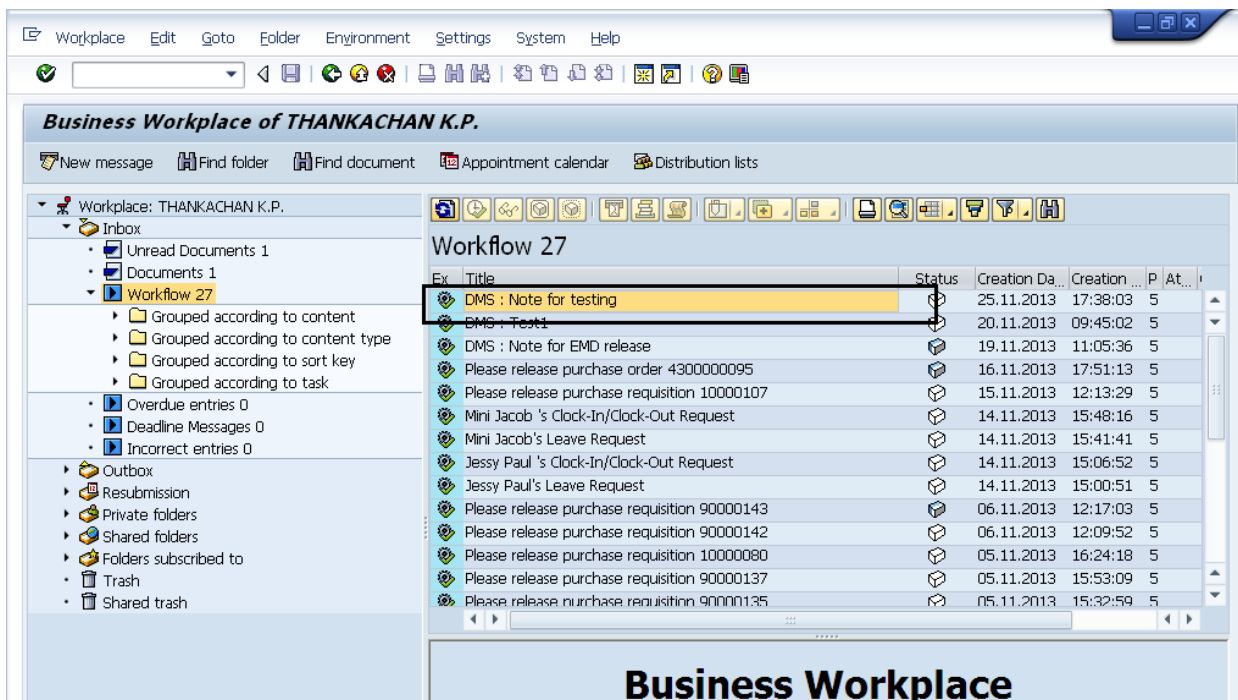 Workplace Edit Goto Folder Environment Settings System Help
Business Workplace of THANKACHAN K.P.
New message Find folder Find document Appointment calendar Distribution lists
Workplace: THANKACHAN K.P.
Inbox
Unread Documents 1
Documents 1
Workflow 27
Grouped according to content
Grouped according to content type
Grouped according to sort key
Grouped according to task
Overdue entries 0
Deadline Messages 0
Incorrect entries 0
Outbox
Resubmission
Private folders
Shared folders
Folders subscribed to
Trash
Shared trash
Workflow 27
Ex Title Status Creation Da... Creation ... P At...
DMS : Note for testing 25.11.2013 17:38:03 5
DMS : Test1 20.11.2013 09:45:02 5
DMS : Note for EMD release 19.11.2013 11:05:36 5
Please release purchase order 4300000095 16.11.2013 17:51:13 5
Please release purchase requisition 10000107 15.11.2013 12:13:29 5
Mini Jacob 's Clock-In/Clock-Out Request 14.11.2013 15:48:16 5
Mini Jacob's Leave Request 14.11.2013 15:41:41 5
Jessy Paul 's Clock-In/Clock-Out Request 14.11.2013 15:06:52 5
Jessy Paul's Leave Request 14.11.2013 15:00:51 5
Please release purchase requisition 90000143 06.11.2013 12:17:03 5
Please release purchase requisition 90000142 06.11.2013 12:09:52 5
Please release purchase requisition 10000080 05.11.2013 16:24:18 5
Please release purchase requisition 90000137 05.11.2013 15:53:09 5
Please release purchase requisition 90000135 05.11.2013 15:32:59 5
Business Workplace